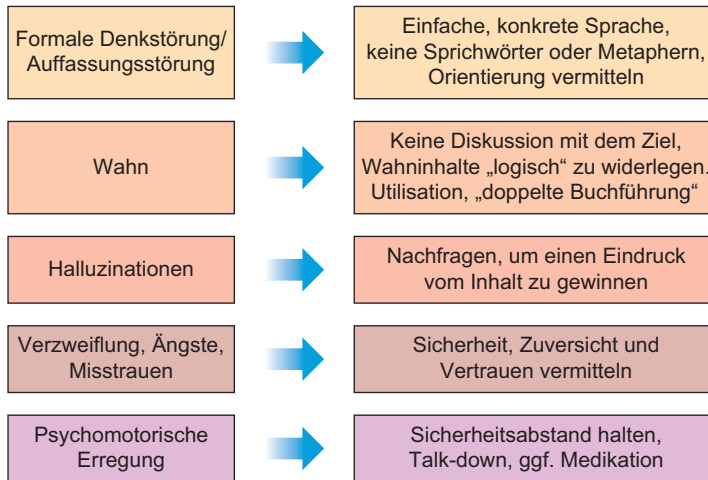 Formale Denkstörung/
Auffassungsstörung
Einfache, konkrete Sprache,
keine Sprichwörter oder Metaphern,
Orientierung vermitteln
Wahn
Keine Diskussion mit dem Ziel,
Wahninhalte „logisch“ zu widerlegen.
Utilisation, „doppelte Buchführung“
Halluzinationen
Nachfragen, um einen Eindruck
vom Inhalt zu gewinnen
Verzweiflung, Ängste,
Misstrauen
Sicherheit, Zuversicht und
Vertrauen vermitteln
Psychomotorische
Erregung
Sicherheitsabstand halten,
Talk-down, ggf. Medikation